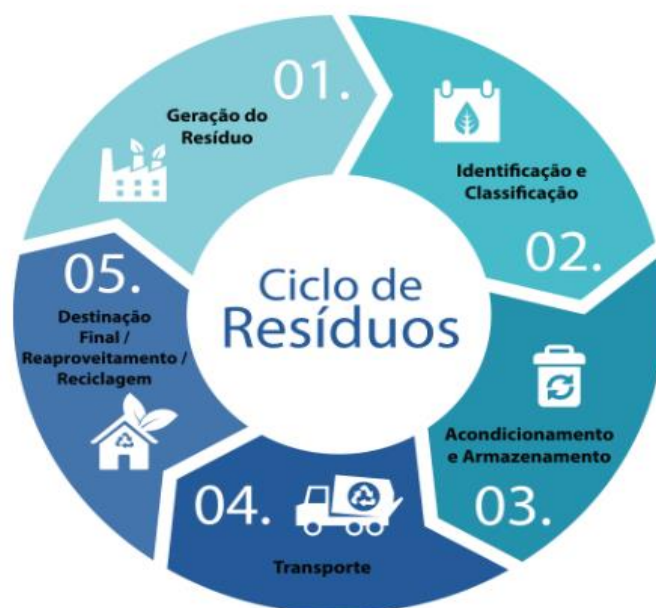 Ciclo de
Resíduos
01.
Geração do
Resíduo
Identificação e
Classificação
02.
Acondicionamento
e Armazenamento
03.
04.
Transporte
05.
Destinação
Final /
Reaproveitamento /
Reciclagem